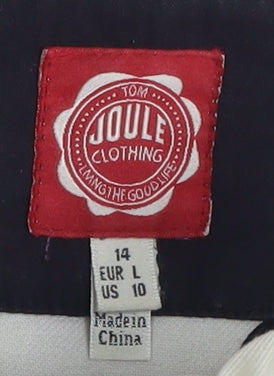 TOM
JOULE
CLOTHING
LIVING THE GOOD LIFE
14
EUR L
US 10
Made in
China